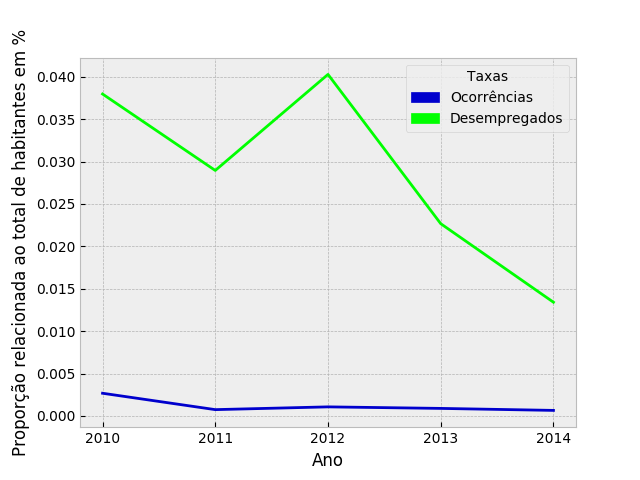 Proporção relacionada ao total de habitantes em %
0.040
0.035
0.030
0.025
0.020
0.015
0.010
0.005
0.000
Taxas
Ocorrências
Desempregados
2010 2011 2012 2013 2014
Ano